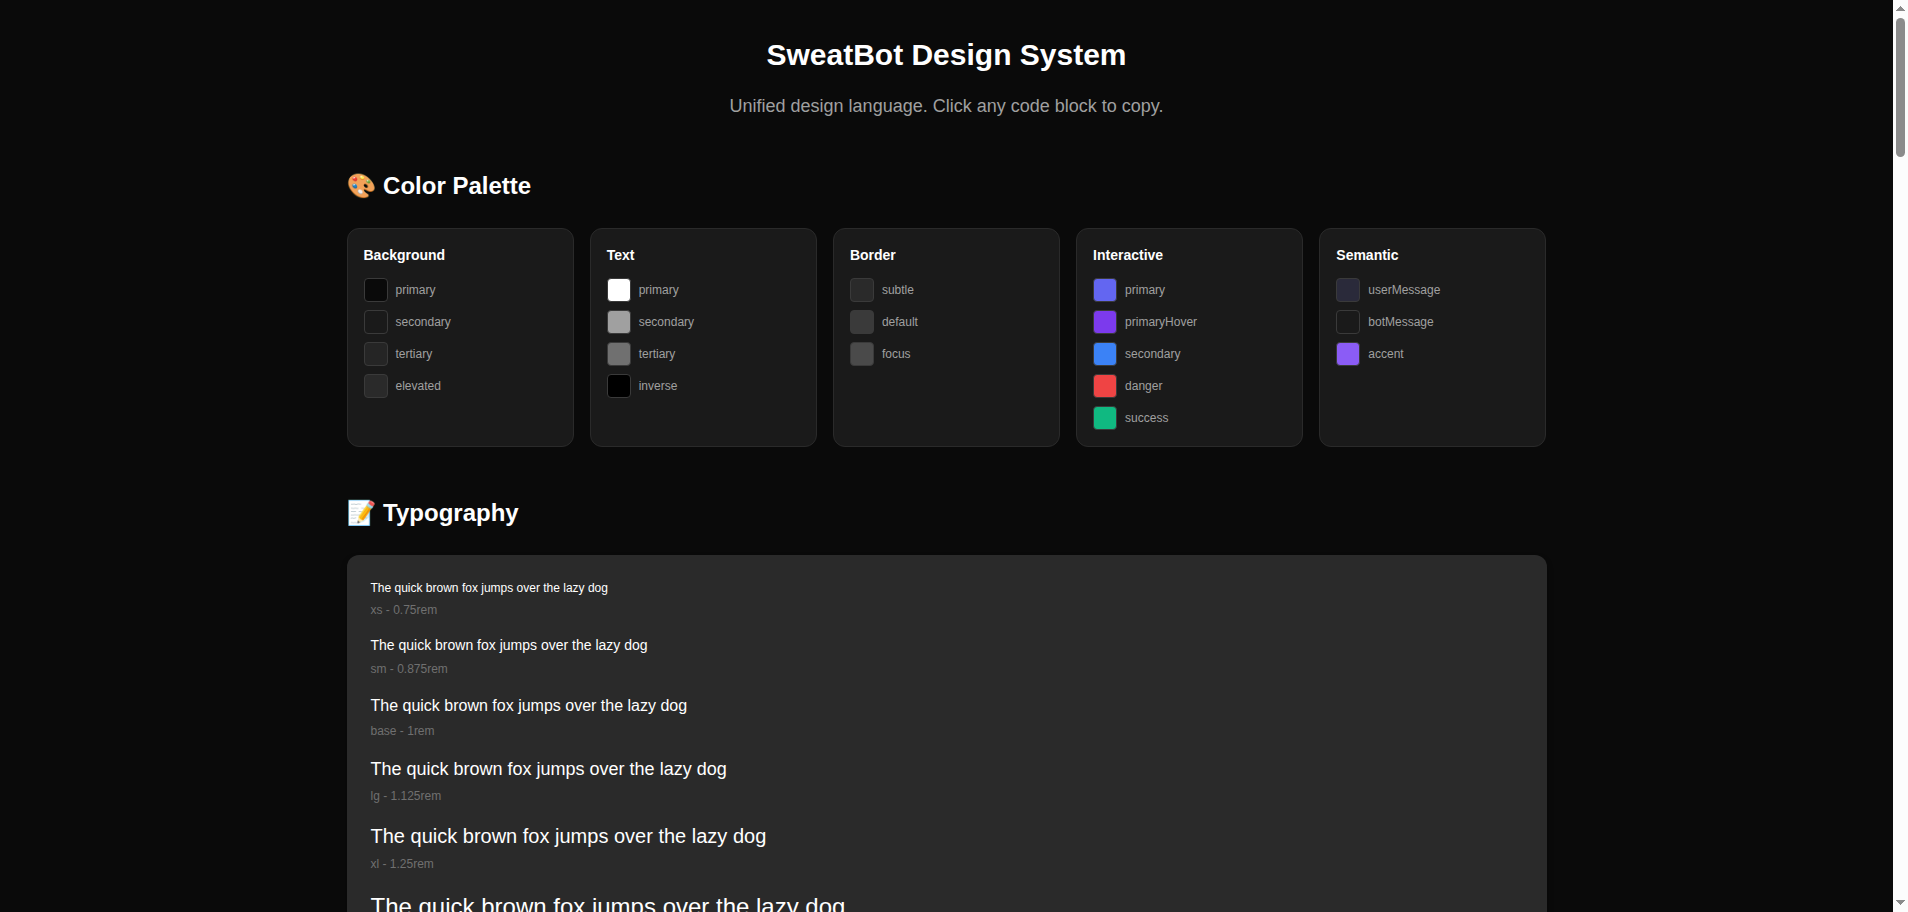 SweatBot Design System
Unified design language. Click any code block to copy.
🎨 Color Palette
Background
primary
secondary
tertiary
elevated
Text
primary
secondary
tertiary
inverse
Border
subtle
default
focus
Interactive
primary
primaryHover
secondary
danger
success
Semantic
userMessage
botMessage
accent
📝 Typography
The quick brown fox jumps over the lazy dog
xs - 0.75rem
The quick brown fox jumps over the lazy dog
sm - 0.875rem
The quick brown fox jumps over the lazy dog
base - 1rem
The quick brown fox jumps over the lazy dog
lg - 1.125rem
The quick brown fox jumps over the lazy dog
xl - 1.25rem
The quick brown fox jumps over the lazy dog